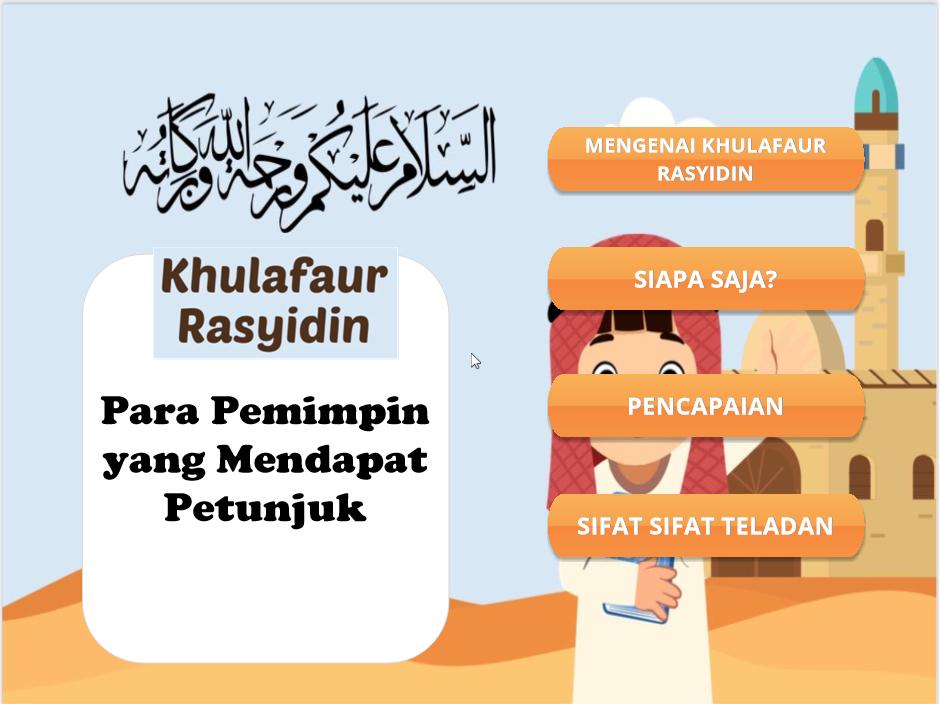 السَّلَامُ عَلَيْكُمْ وَرَحْمَةُ اللهِ وَبَرَكَاتُهُ
Khulafaur
Rasyidin
Para Pemimpin
yang Mendapat
Petunjuk
MENGENAI KHULAFAUR
RASYIDIN
SIAPA SAJA?
PENCAPAIAN
SIFAT SIFAT TELADAN